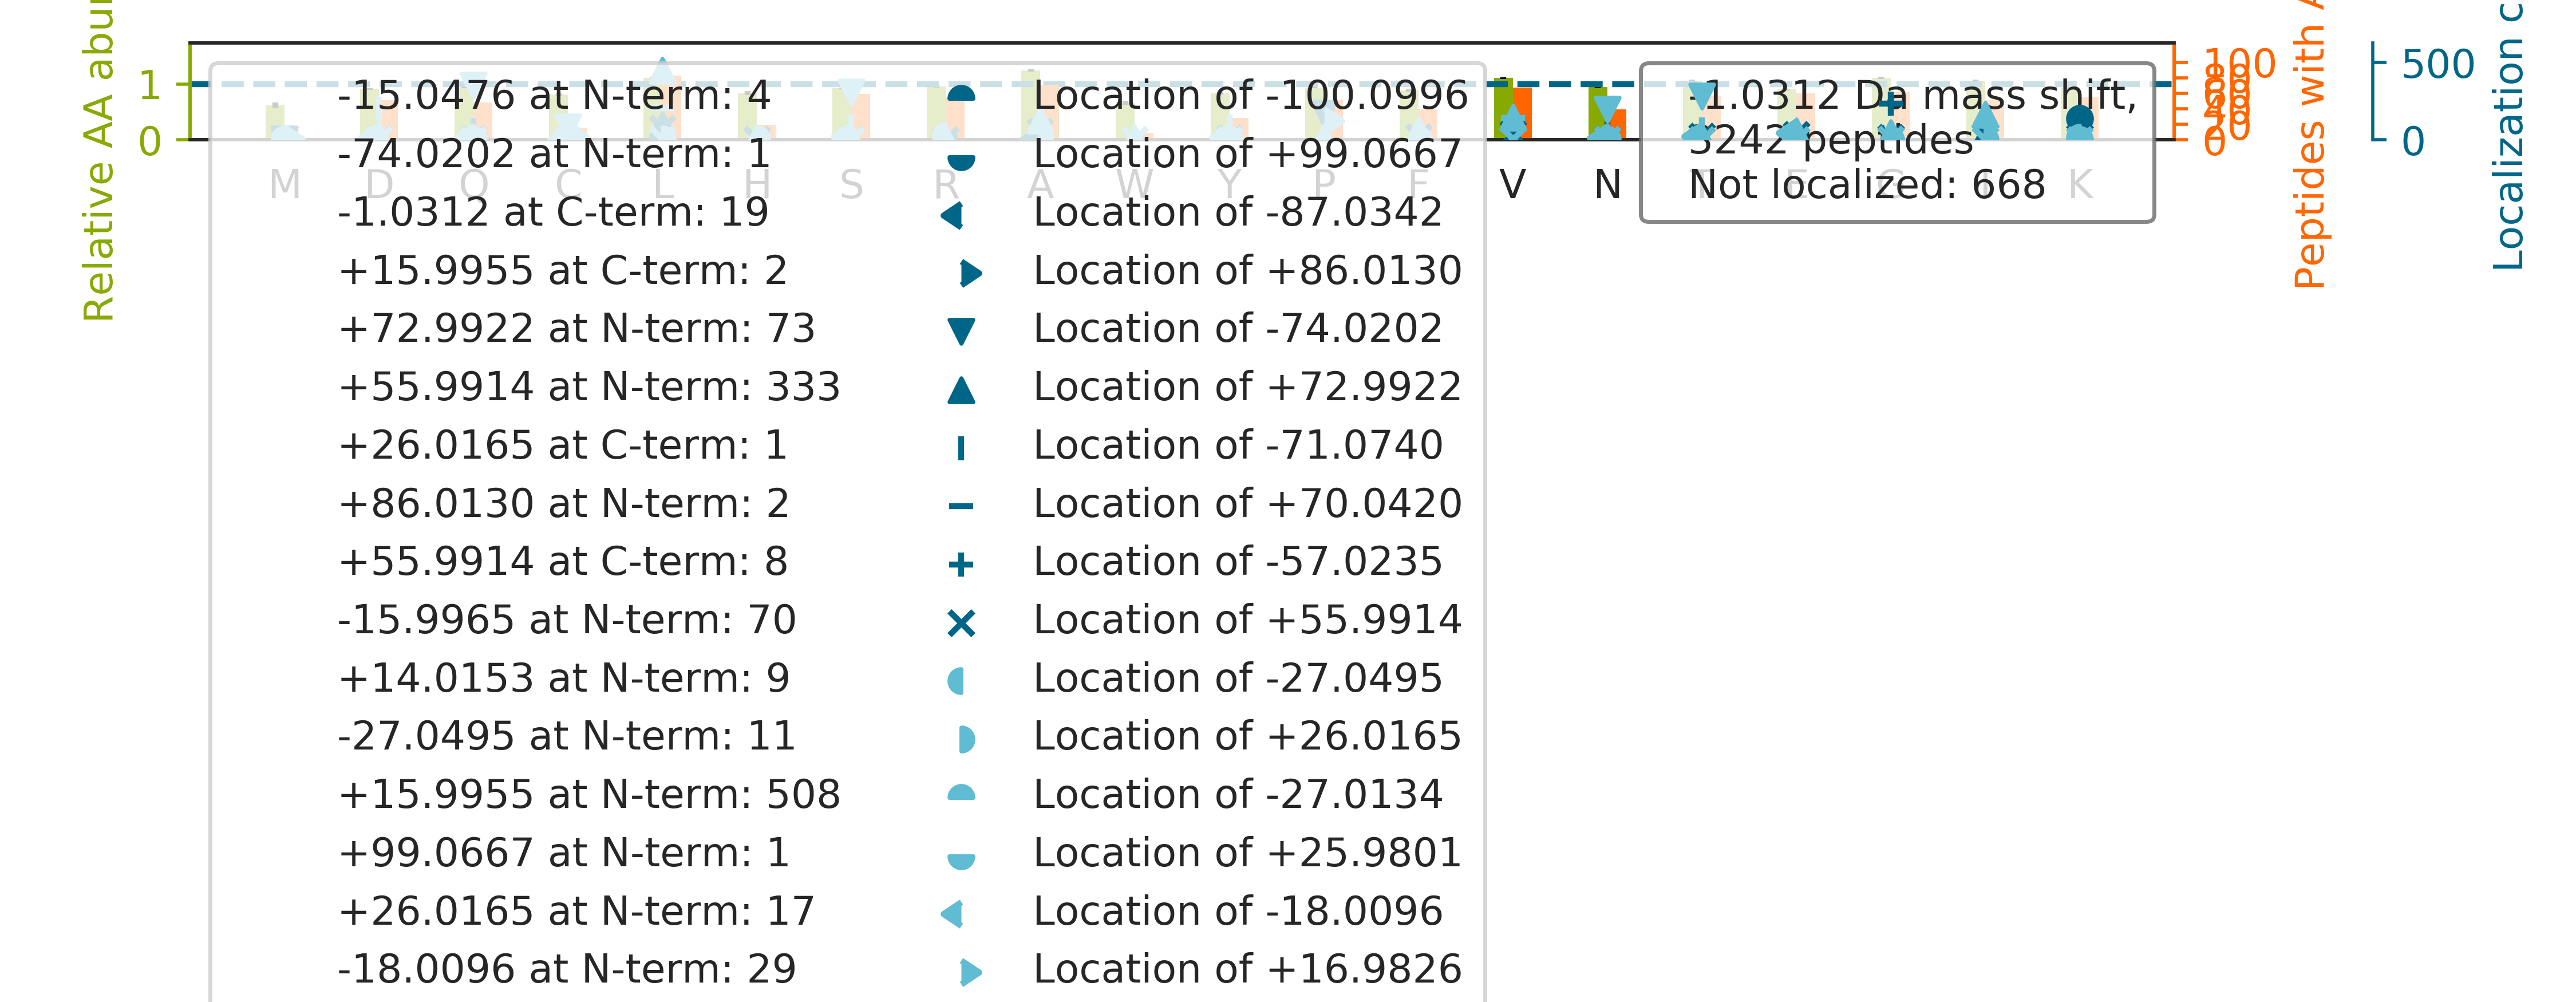 Relative AA abur
1
0
-15.0476 at N-term: 4
-74.0202 at N-term: 1
-1.0312 at C-term: 19
+15.9955 at C-term: 2
+72.9922 at N-term: 73
+55.9914 at N-term: 333
+26.0165 at C-term: 1
+86.0130 at N-term: 2
+55.9914 at C-term: 8
-15.9965 at N-term: 70
+14.0153 at N-term: 9
-27.0495 at N-term: 11
+15.9955 at N-term: 508
+99.0667 at N-term: 1
+26.0165 at N-term: 17
-18.0096 at N-term: 29
Location of -100.0996
Location of +99.0667
Location of -87.0342
Location of +86.0130
Location of -74.0202
Location of +72.9922
Location of -71.0740
Location of +70.0420
Location of -57.0235
Location of +55.9914
Location of -27.0495
Location of +26.0165
Location of -27.0134
Location of +25.9801
Location of -18.0096
Location of +16.9826
M D Q C L H S R A W Y P F V N T E G I K
-1.0312 Da mass shift,
3242 peptides
Not localized: 668
100
80
60
40
20
0
Peptides with A
500
0
Localization c